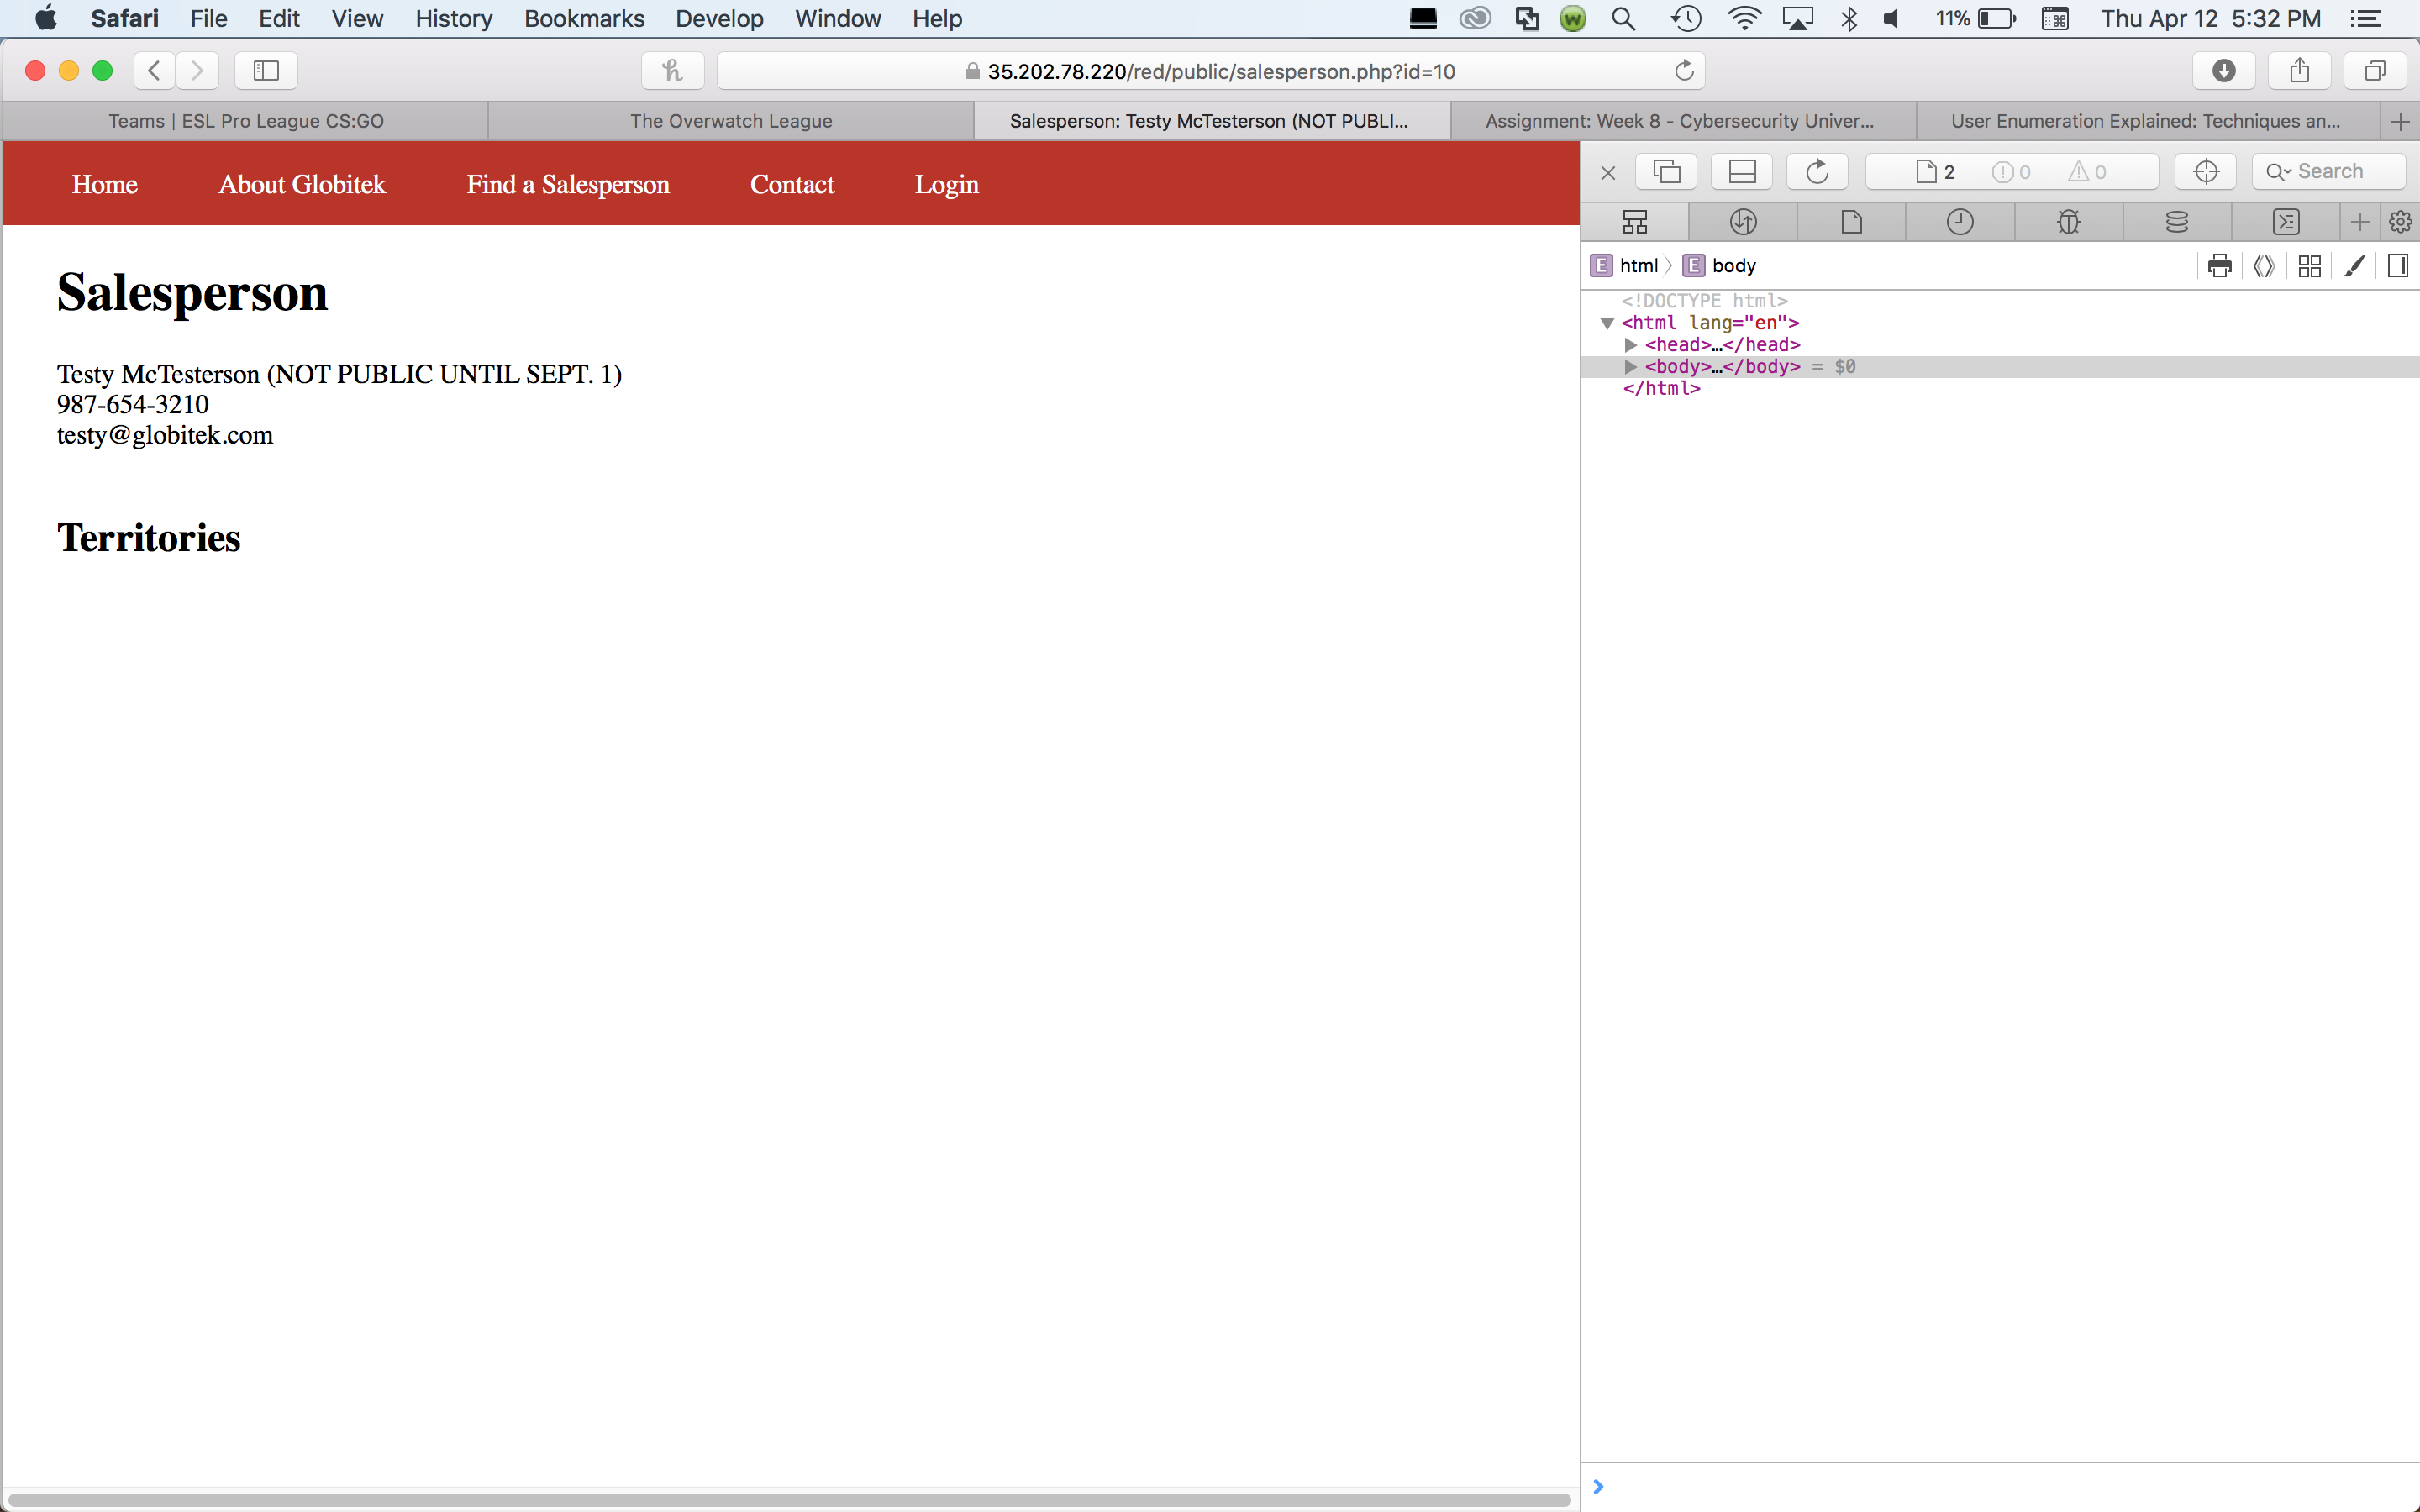 Safari File Edit View History Bookmarks Develop Window Help 11% Thu Apr 12 5:32 PM
35.202.78.220/red/public/salesperson.php?id=10
Teams | ESL Pro League CS:GO The Overwatch League Salesperson: Testy McTesterson (NOT PUBLI... Assignment: Week 8 - Cybersecurity Univer... User Enumeration Explained: Techniques an...
Home About Globitek Find a Salesperson Contact Login
Salesperson
Testy McTesterson (NOT PUBLIC UNTIL SEPT. 1)
987-654-3210
testy@globitek.com
Territories
2 0 0 Search
E html E body
<!DOCTYPE html>
<html lang="en">
<head>…</head>
<body>…</body> = $0
</html>